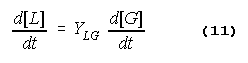 d[L]/dt = Y_LG d[G]/dt (11)